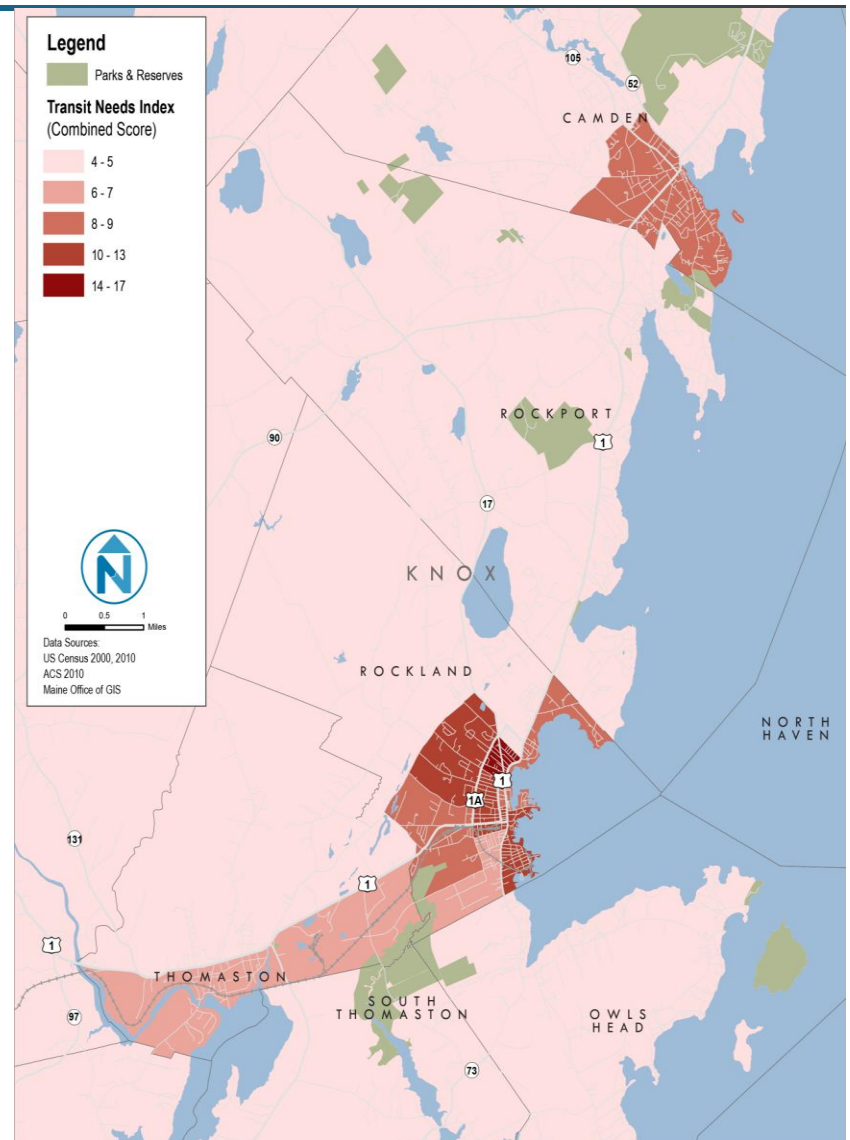 Legend
Parks & Reserves
Transit Needs Index
(Combined Score)
4 - 5
6 - 7
8 - 9
10 - 13
14 - 17
N
0 0.5 1
Miles
Data Sources:
US Census 2000, 2010
ACS 2010
Maine Office of GIS
105
52
CAMDEN
ROCKPORT
1
90
17
KNOX
ROCKLAND
NORTH
HAVEN
1
1A
131
1
1
THOMASTON
SOUTH
THOMASTON
OWLS
HEAD
97
73